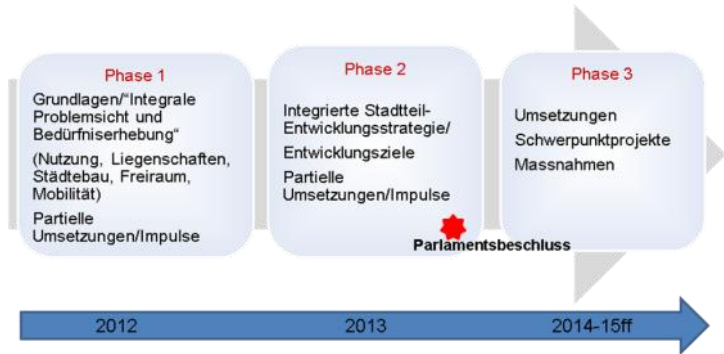 Phase 1
Grundlagen/"Integrale
Problemsicht und
Bedürfniserhebung"
(Nutzung, Liegenschaften,
Städtebau, Freiraum,
Mobilität)
Partielle
Umsetzungen/Impulse
Phase 2
Integrierte Stadtteil-
Entwicklungsstrategie/
Entwicklungsziele
Partielle
Umsetzungen/Impulse
Parlamentsbeschluss
Phase 3
Umsetzungen
Schwerpunktprojekte
Massnahmen
2012
2013
2014-15ff